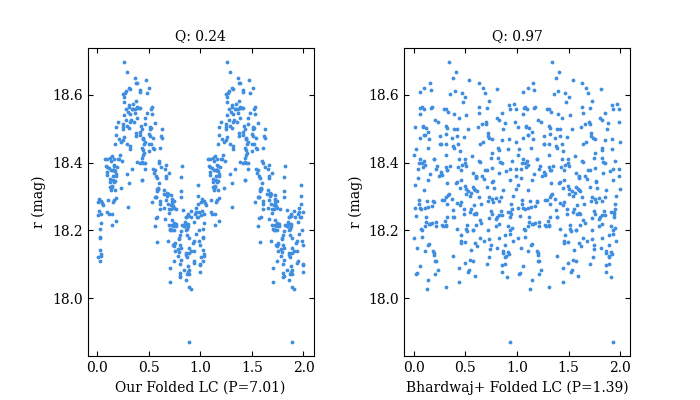 Q: 0.24
18.6
18.4
18.2
18.0
r (mag)
0.0 0.5 1.0 1.5 2.0
Our Folded LC (P=7.01)
Q: 0.97
18.6
18.4
18.2
18.0
r (mag)
0.0 0.5 1.0 1.5 2.0
Bhardwaj+ Folded LC (P=1.39)